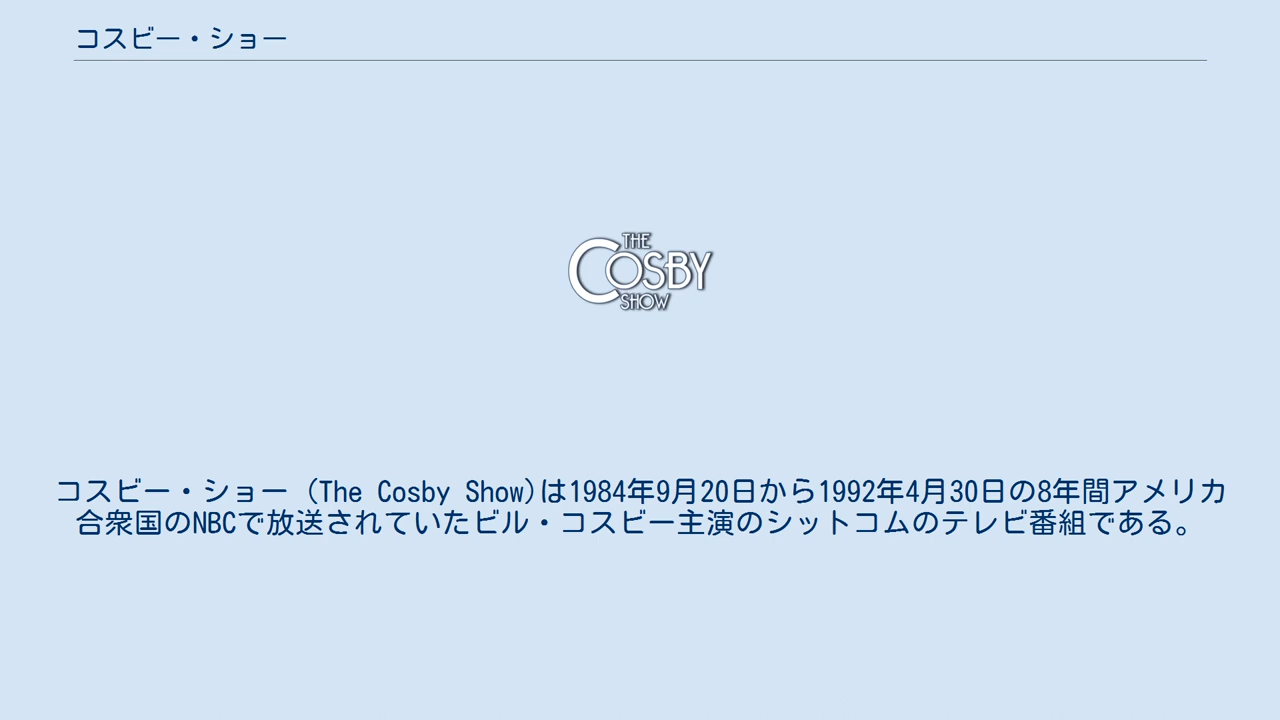 コスビー・ショー
THE
COSBY
SHOW
コスビー・ショー (The Cosby Show)は1984年9月20日から1992年4月30日の8年間アメリカ
合衆国のNBCで放送されていたビル・コスビー主演のシットコムのテレビ番組である。